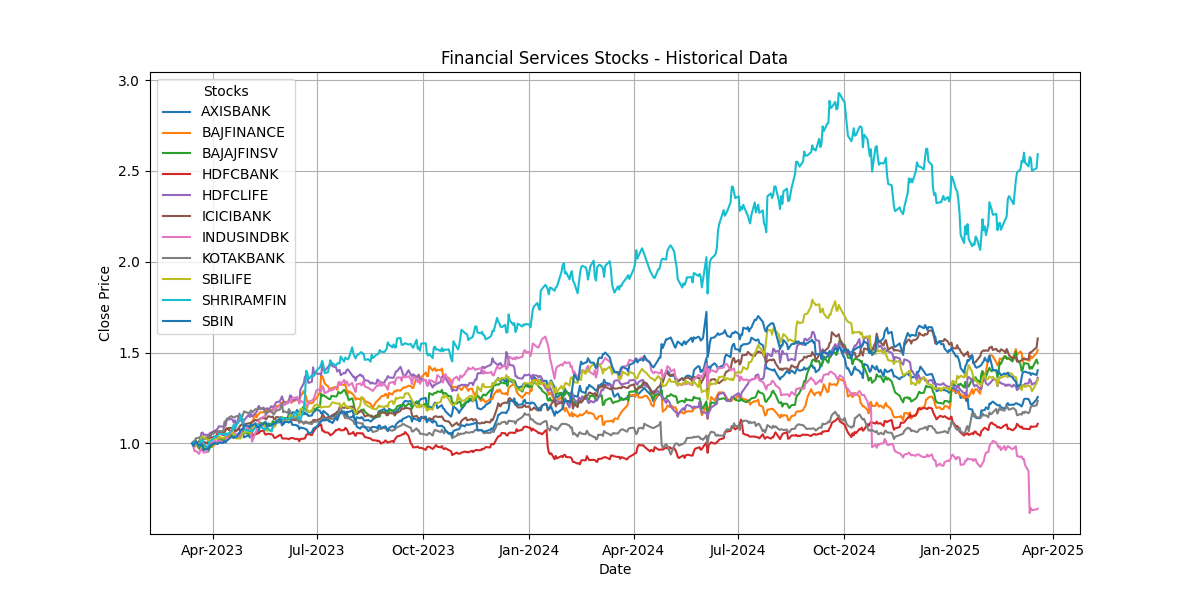 Financial Services Stocks - Historical Data
3.0
2.5
2.0
1.5
1.0
Close Price
Stocks
AXISBANK
BAJFINANCE
BAJAJFINSV
HDFCBANK
HDFCLIFE
ICICIBANK
INDUSINDBK
KOTAKBANK
SBILIFE
SHRIRAMFIN
SBIN
Apr-2023 Jul-2023 Oct-2023 Jan-2024 Apr-2024 Jul-2024 Oct-2024 Jan-2025 Apr-2025
Date